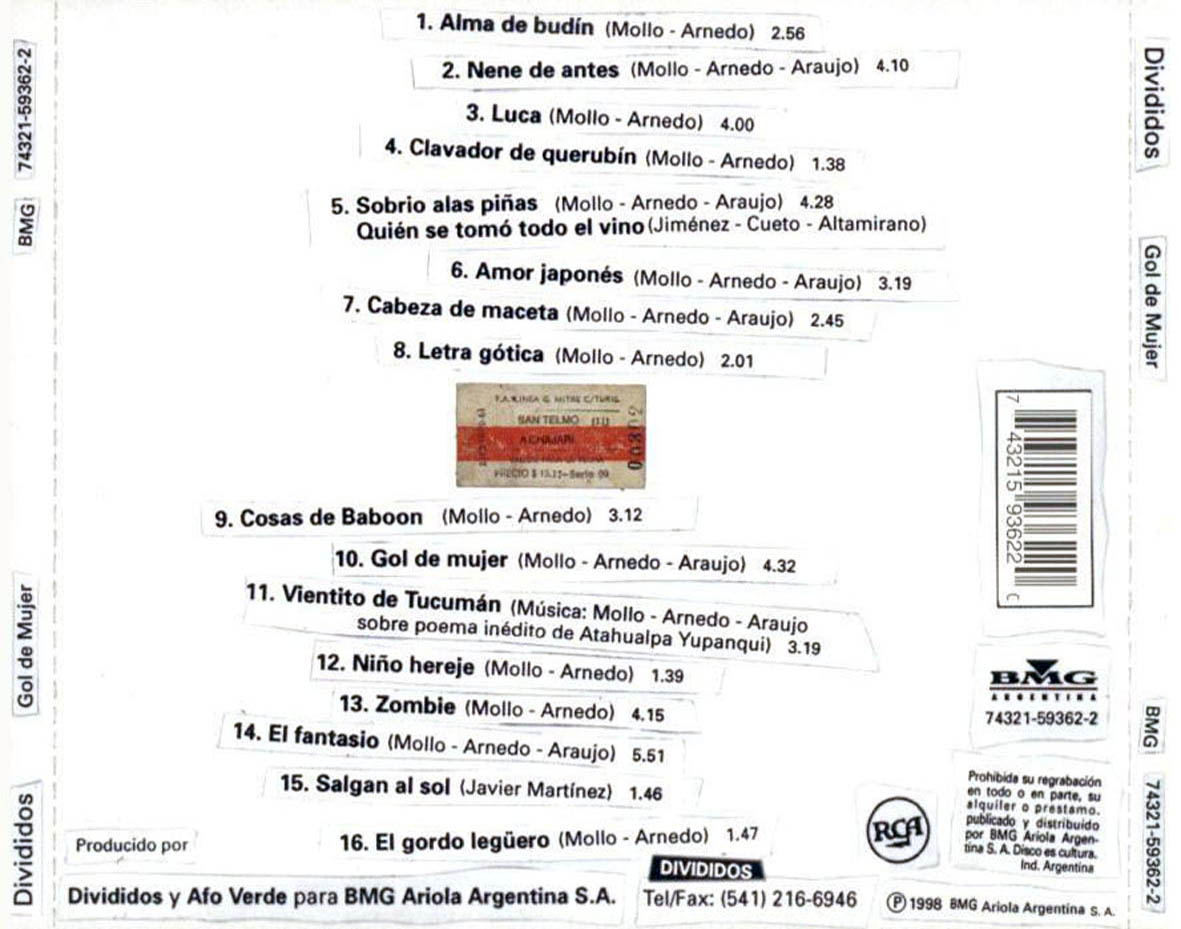 1. Alma de budín (Mollo - Arnedo) 2.56
2. Nene de antes (Mollo - Arnedo - Araujo) 4.10
3. Luca (Mollo - Arnedo) 4.00
4. Clavador de querubín (Mollo - Arnedo) 1.38
5. Sobrio alas piñas (Mollo - Arnedo - Araujo) 4.28
Quién se tomó todo el vino (Jiménez - Cueto - Altamirano)
6. Amor japonés (Mollo - Arnedo - Araujo) 3.19
7. Cabeza de maceta (Mollo - Arnedo - Araujo) 2.45
8. Letra gótica (Mollo - Arnedo) 2.01
SAN TELMO
00302
9. Cosas de Baboon (Mollo - Arnedo) 3.12
10. Gol de mujer (Mollo - Arnedo - Araujo) 4.32
11. Vientito de Tucumán (Música: Mollo - Arnedo - Araujo
sobre poema inédito de Atahualpa Yupanqui) 3.19
12. Niño hereje (Mollo - Arnedo) 1.39
13. Zombie (Mollo - Arnedo) 4.15
14. El fantasio (Mollo - Arnedo - Araujo) 5.51
15. Salgan al sol (Javier Martínez) 1.46
16. El gordo legüero (Mollo - Arnedo) 1.47
Producido por
Divididos y Afo Verde para BMG Ariola Argentina S.A.
DIVIDIDOS
Tel/Fax: (541) 216-6946
RCA
℗ 1998 BMG Ariola Argentina S. A.
7 43215 93622 0
BMG
ARGENTINA
74321-59362-2
Prohibida su regrabación
en todo o en parte, su
alquiler o prestamo.
publicado y distribuido
por BMG Ariola Argen-
tina S. A. Disco es cultura.
Ind. Argentina
Divididos Gol de Mujer BMG 74321-59362-2
Divididos Gol de Mujer BMG 74321-59362-2